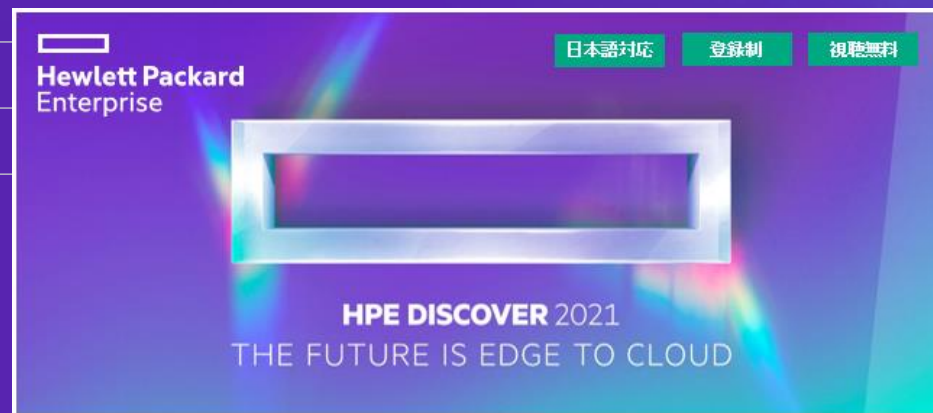 Hewlett Packard
Enterprise
日本語対応
登録制
視聴無料
HPE DISCOVER 2021
THE FUTURE IS EDGE TO CLOUD